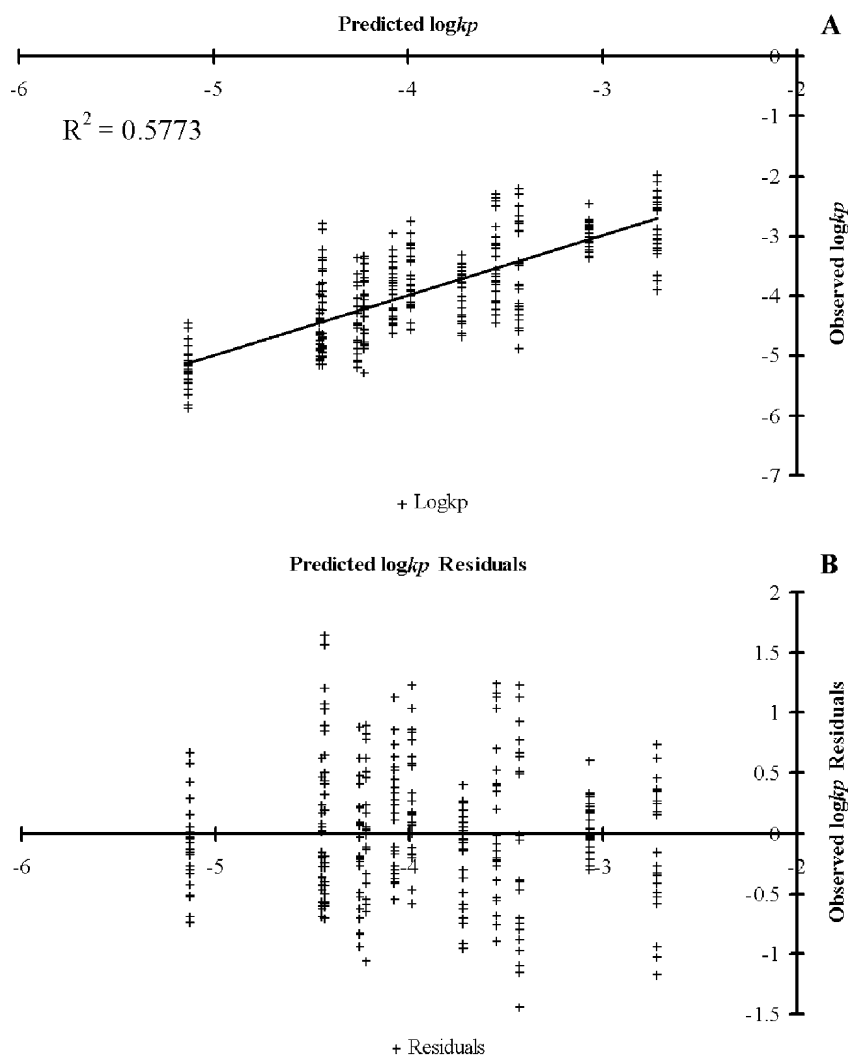 Predicted logkp
A
-6
-5
-4
-3
-2
R² = 0.5773
0
-1
-2
-3
-4
-5
-6
-7
Observed logkp
+ Logkp
Predicted logkp Residuals
B
2
1.5
1
0.5
0
-0.5
-1
-1.5
Observed logkp Residuals
-6
-5
-4
-3
-2
+ Residuals